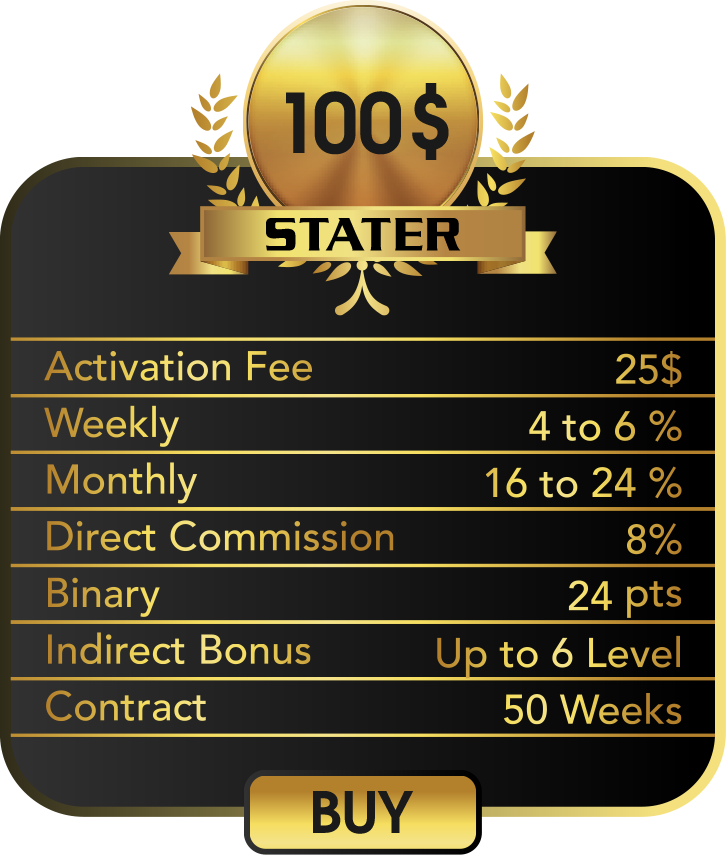 100$
STATER
Activation Fee 25$
Weekly 4 to 6 %
Monthly 16 to 24 %
Direct Commission 8%
Binary 24 pts
Indirect Bonus Up to 6 Level
Contract 50 Weeks
BUY